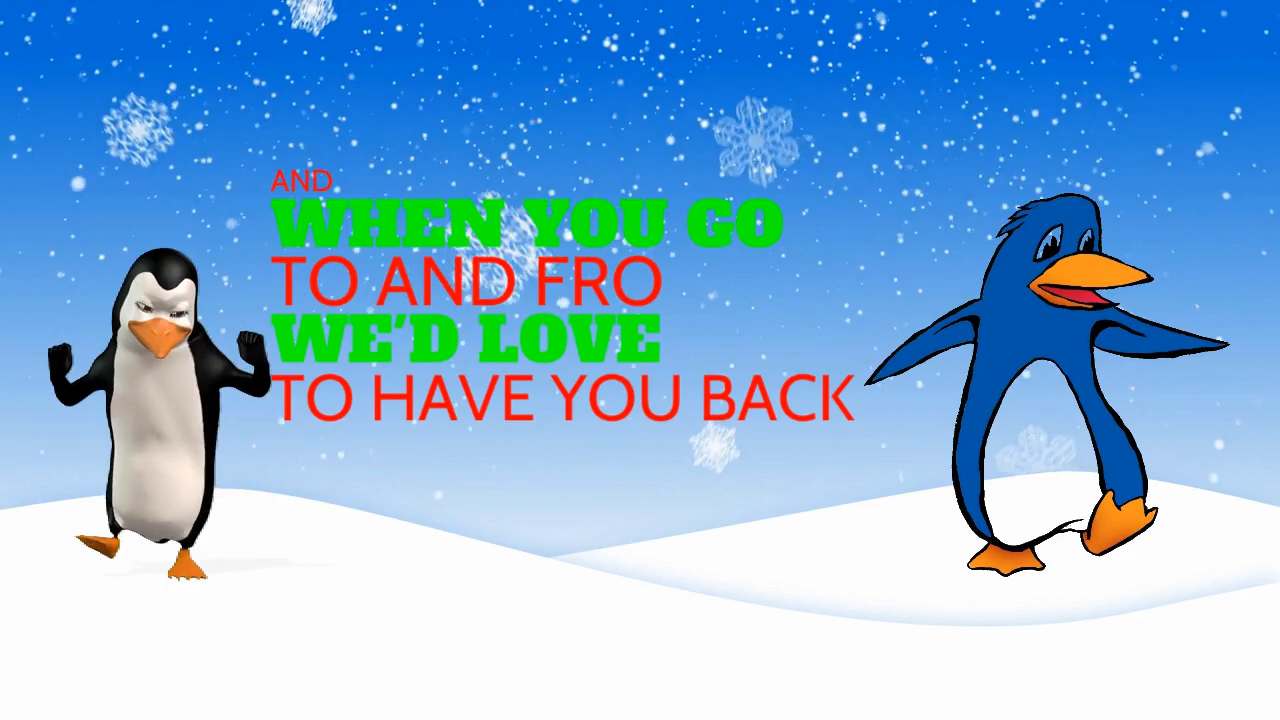 AND
WHEN YOU GO
TO AND FRO
WE'D LOVE
TO HAVE YOU BACK